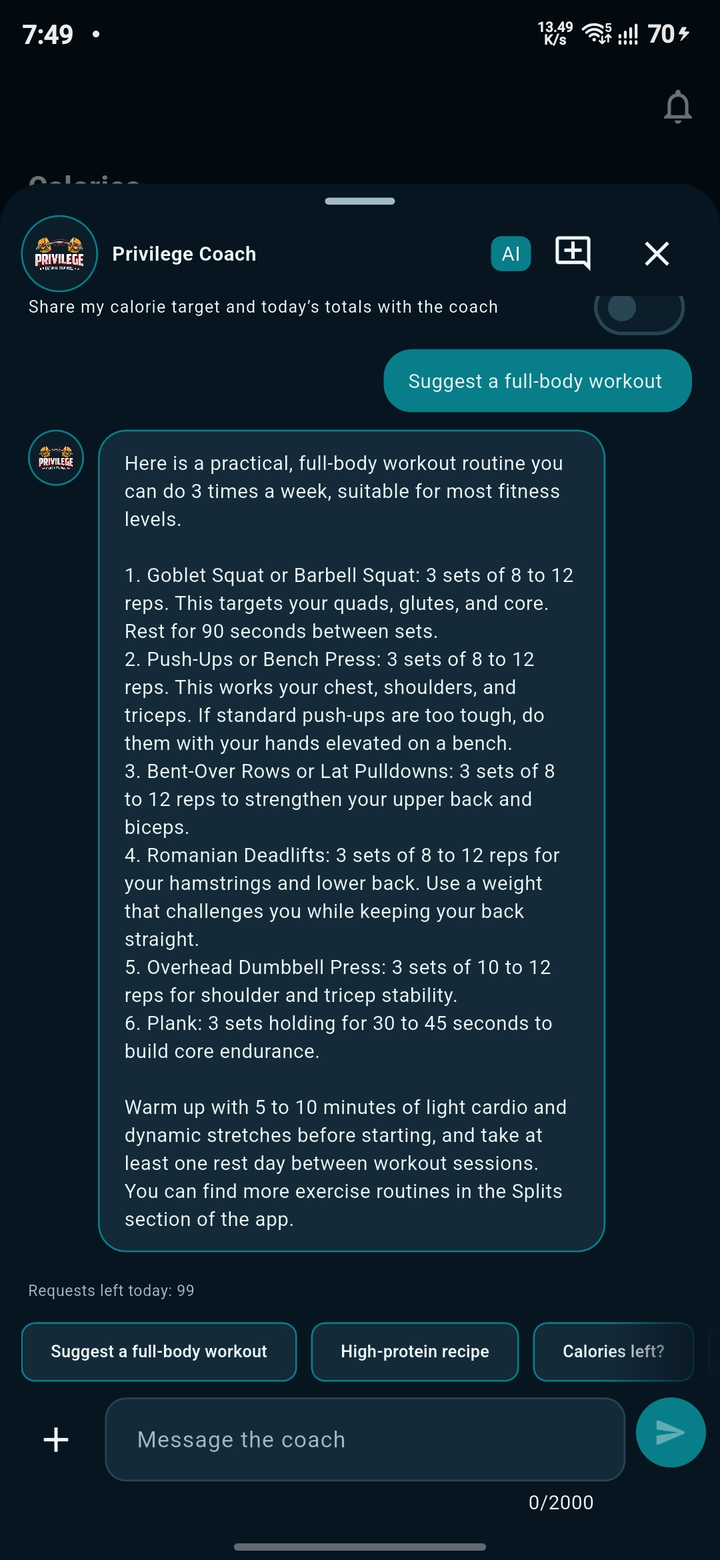 7:49
13.49
K/s
5
70
Calories
PRIVILEGE
Privilege Coach
AI
Share my calorie target and today’s totals with the coach
Suggest a full-body workout
PRIVILEGE
Here is a practical, full-body workout routine you
can do 3 times a week, suitable for most fitness
levels.
1. Goblet Squat or Barbell Squat: 3 sets of 8 to 12
reps. This targets your quads, glutes, and core.
Rest for 90 seconds between sets.
2. Push-Ups or Bench Press: 3 sets of 8 to 12
reps. This works your chest, shoulders, and
triceps. If standard push-ups are too tough, do
them with your hands elevated on a bench.
3. Bent-Over Rows or Lat Pulldowns: 3 sets of 8
to 12 reps to strengthen your upper back and
biceps.
4. Romanian Deadlifts: 3 sets of 8 to 12 reps for
your hamstrings and lower back. Use a weight
that challenges you while keeping your back
straight.
5. Overhead Dumbbell Press: 3 sets of 10 to 12
reps for shoulder and tricep stability.
6. Plank: 3 sets holding for 30 to 45 seconds to
build core endurance.
Warm up with 5 to 10 minutes of light cardio and
dynamic stretches before starting, and take at
least one rest day between workout sessions.
You can find more exercise routines in the Splits
section of the app.
Requests left today: 99
Suggest a full-body workout
High-protein recipe
Calories left?
Message the coach
0/2000